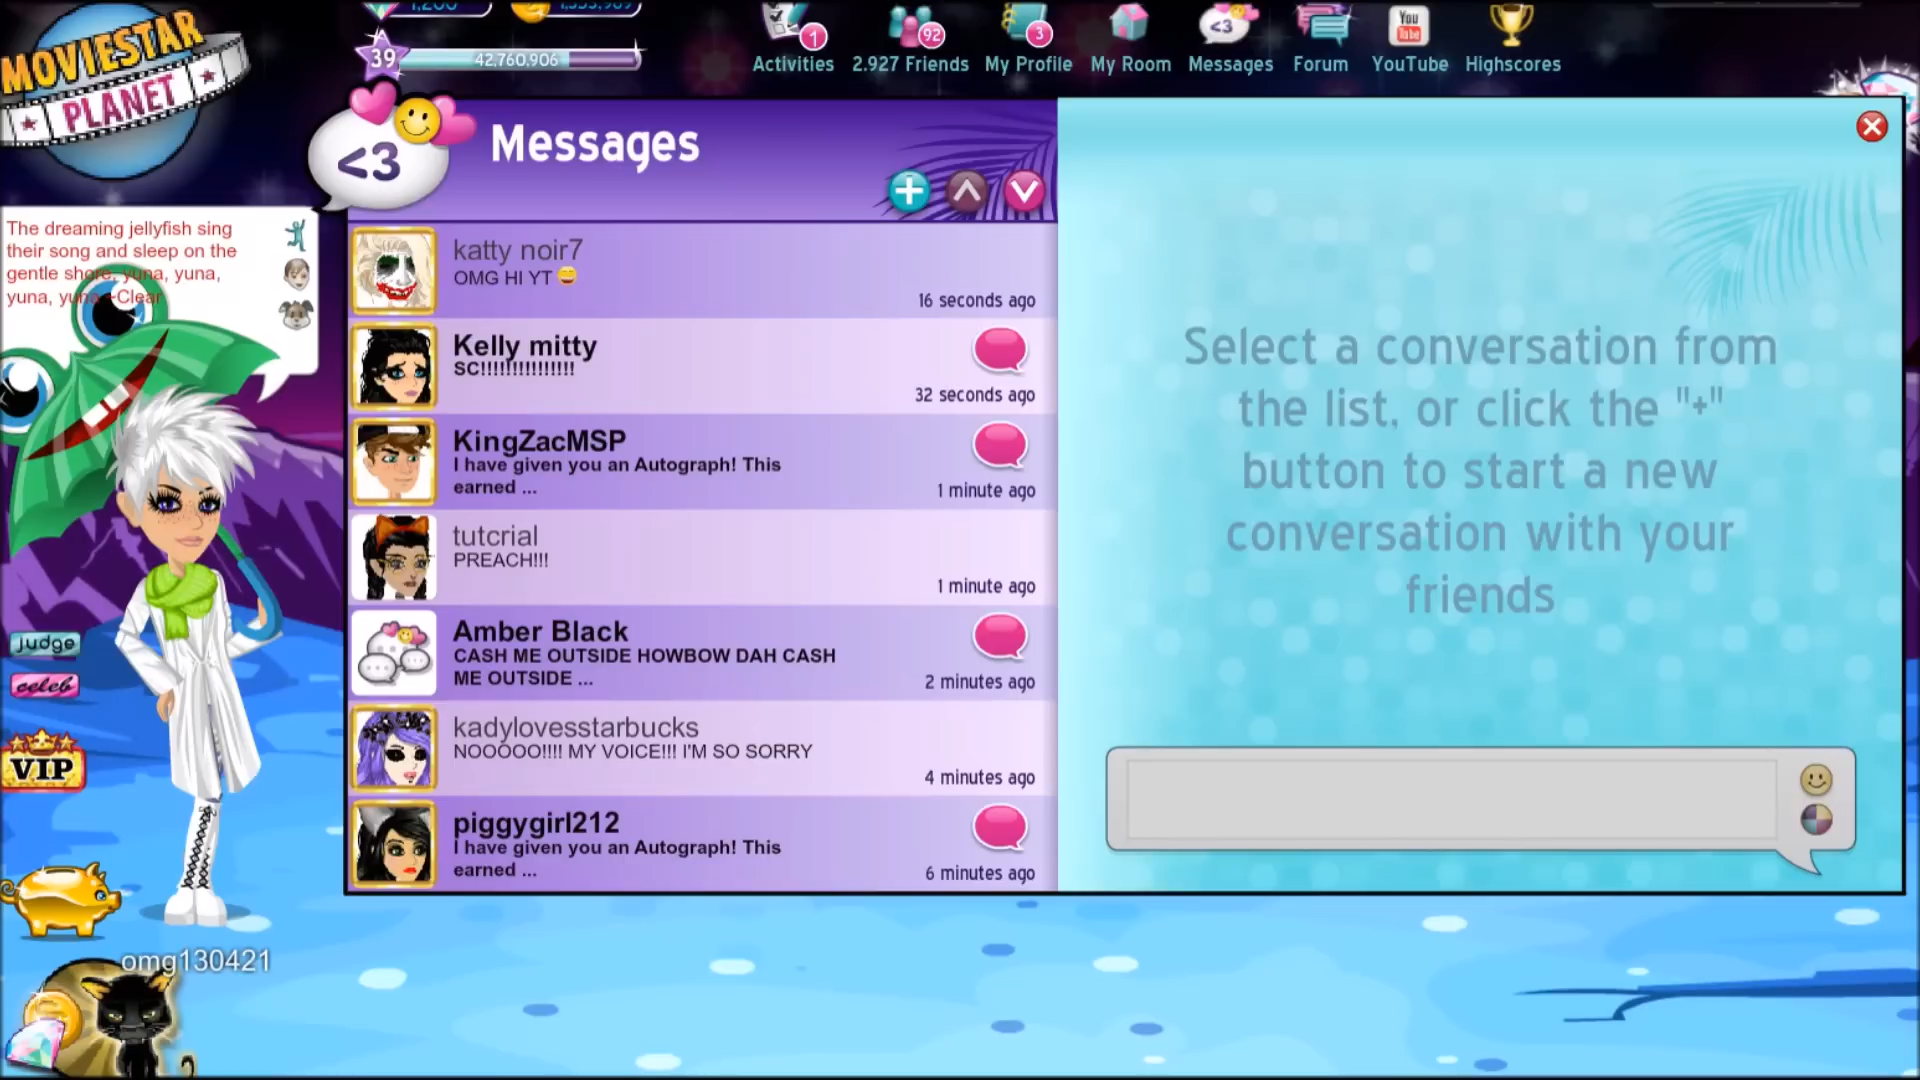 MOVIESTAR
PLANET
39
42,760,906
1
92
3
<3
You
Tube
Activities
2.927 Friends
My Profile
My Room
Messages
Forum
YouTube
Highscores
<3
Messages
The dreaming jellyfish sing
their song and sleep on the
gentle shore, yuna, yuna,
yuna, yuna ~Clear
judge
celeb
VIP
omg130421
katty noir7
OMG HI YT 😄
16 seconds ago
Kelly mitty
SC!!!!!!!!!!!!!!!
32 seconds ago
KingZacMSP
I have given you an Autograph! This
earned ...
1 minute ago
tutcrial
PREACH!!!
1 minute ago
Amber Black
CASH ME OUTSIDE HOWBOW DAH CASH
ME OUTSIDE ...
2 minutes ago
kadylovesstarbucks
NOOOOO!!!! MY VOICE!!! I'M SO SORRY
4 minutes ago
piggygirl212
I have given you an Autograph! This
earned ...
6 minutes ago
Select a conversation from
the list, or click the "+"
button to start a new
conversation with your
friends